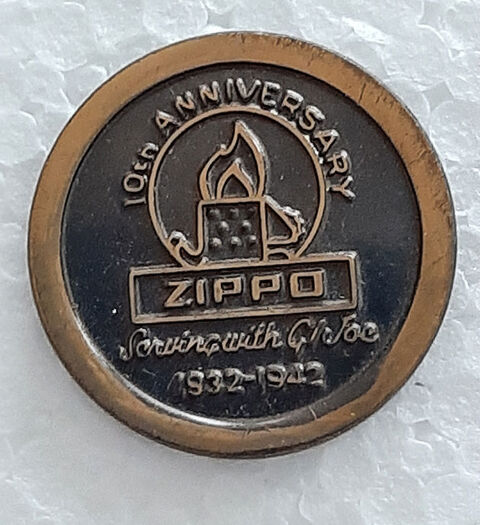 10th ANNIVERSARY
ZIPPO
Serving with G/Joe
1932-1942